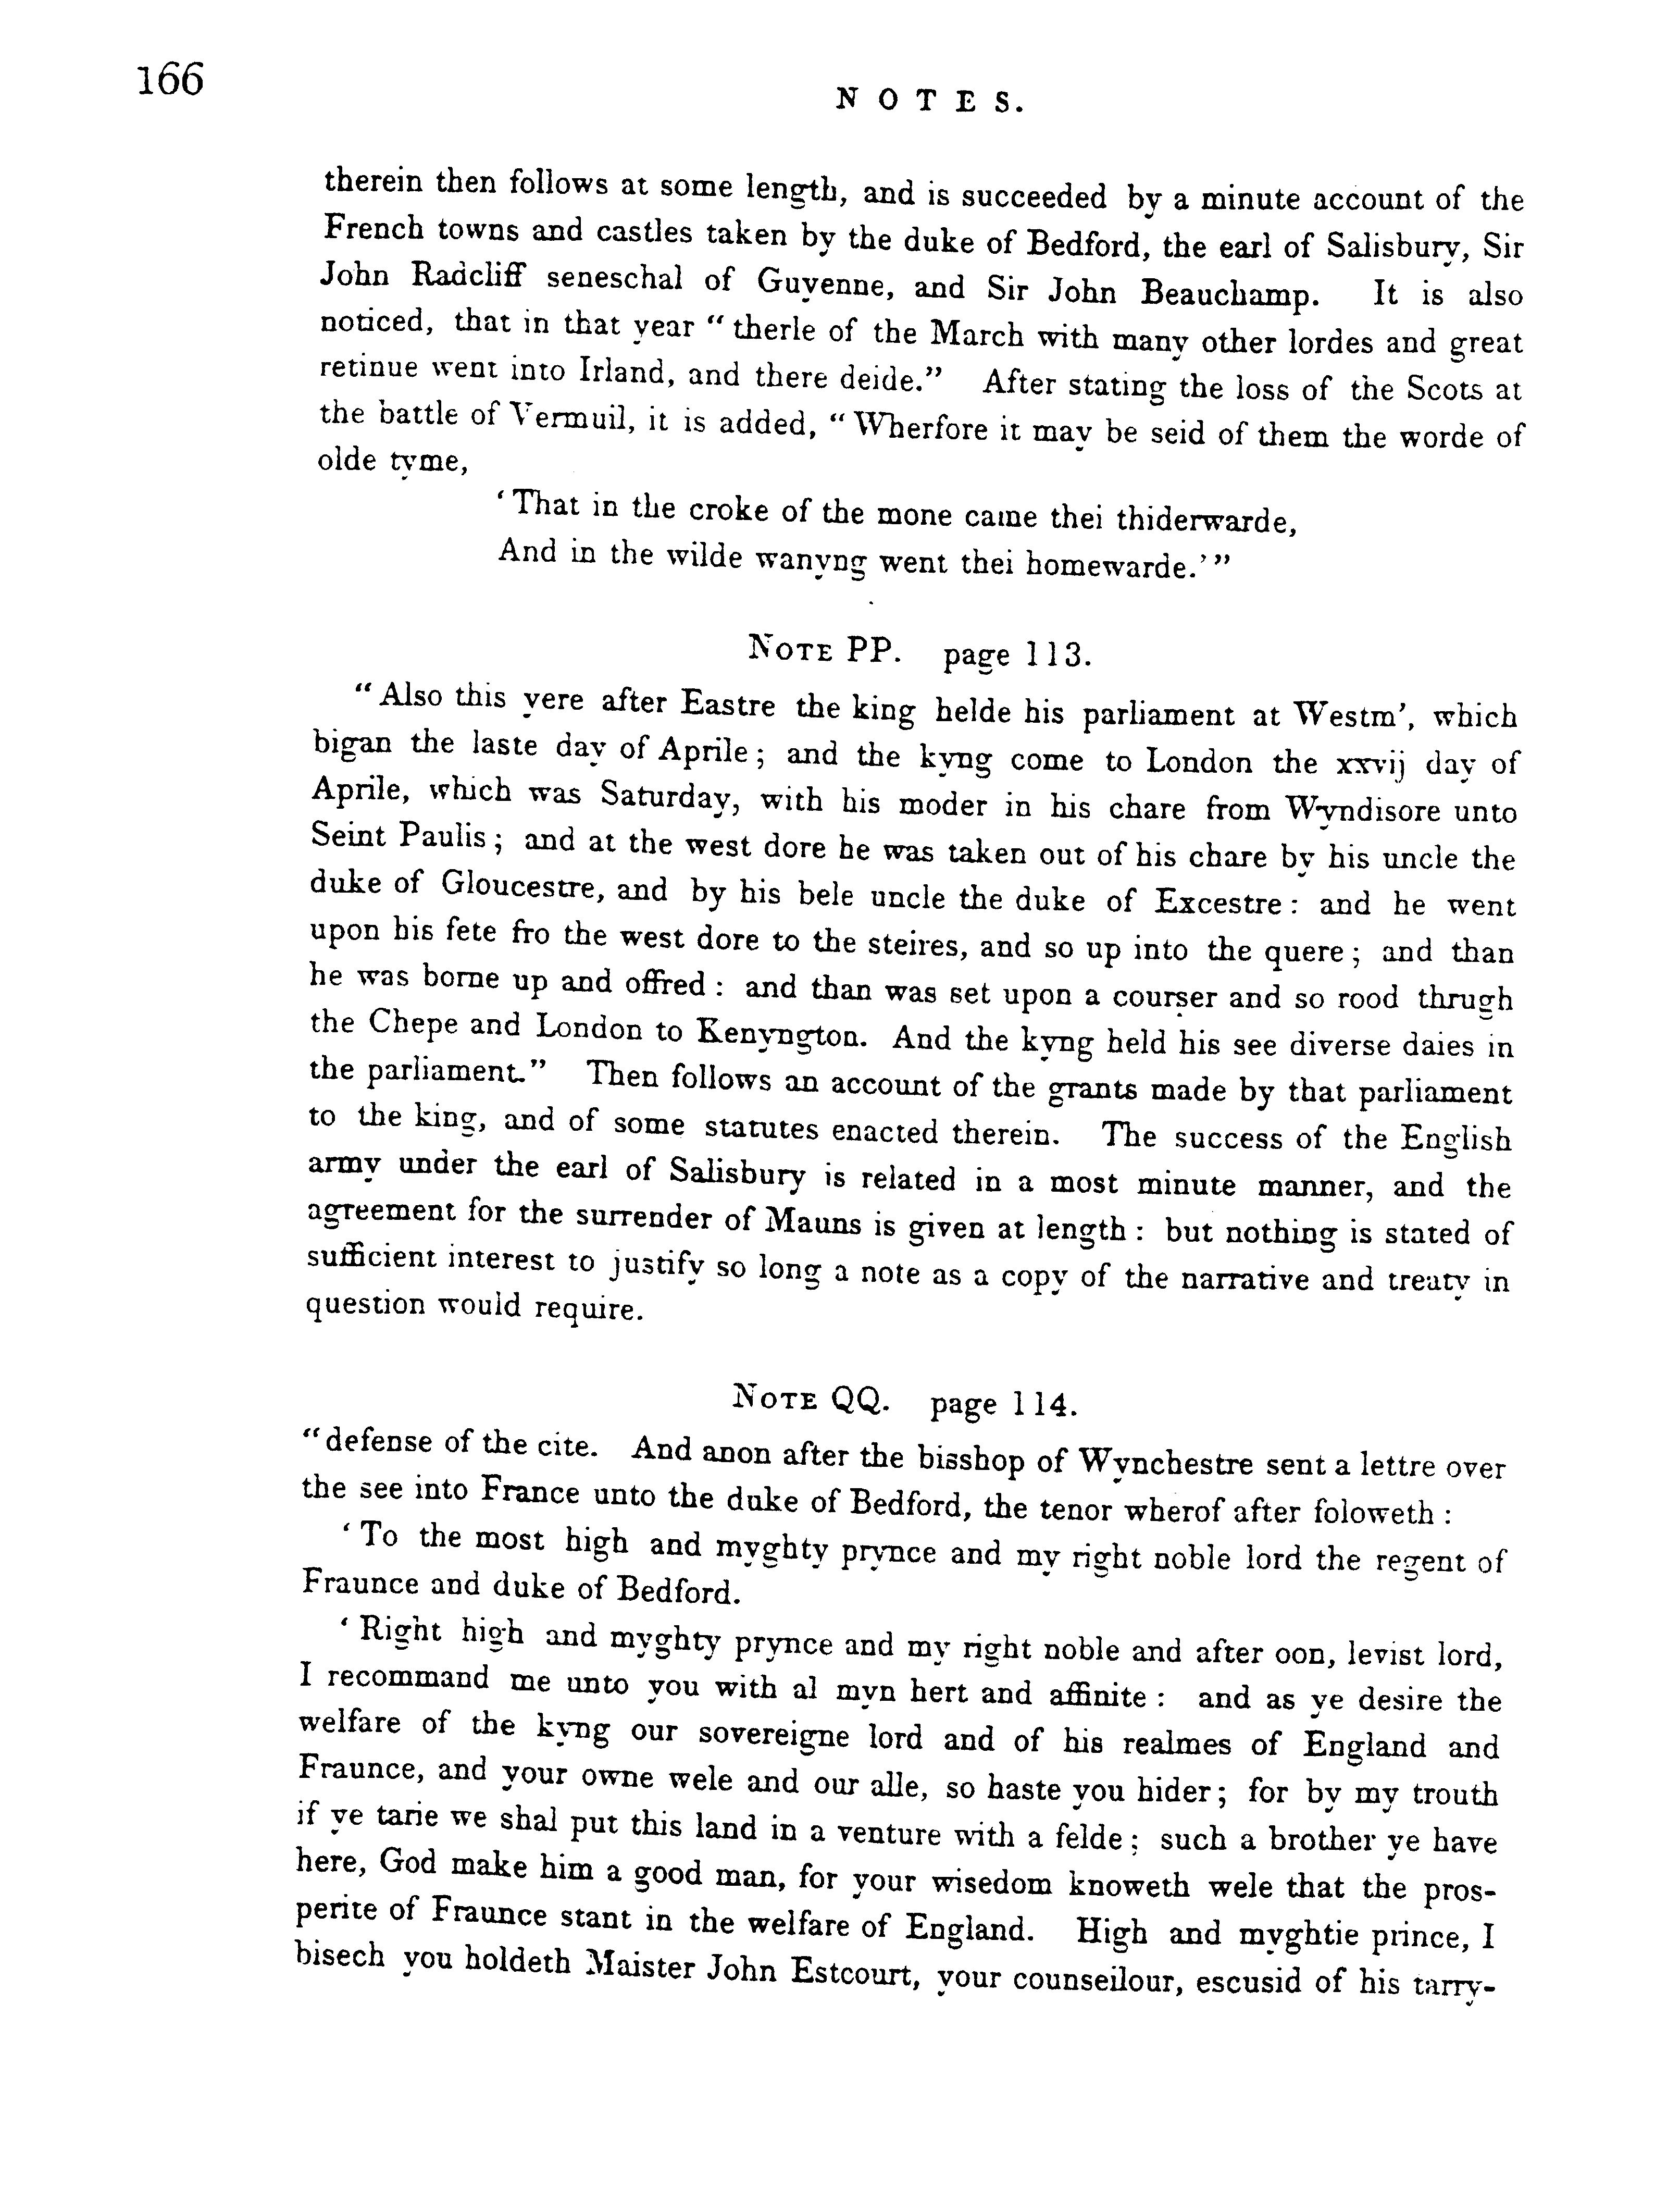 166
NOTES.
therein then follows at some length, and is succeeded by a minute account of the
French towns and castles taken by the duke of Bedford, the earl of Salisbury, Sir
John Radcliff seneschal of Guyenne, and Sir John Beauchamp. It is also
noticed, that in that year “therle of the March with many other lordes and great
retinue went into Irland, and there deide.” After stating the loss of the Scots at
the battle of Vermuil, it is added, “Wherfore it may be seid of them the worde of
olde tyme,
‘That in the croke of the mone came thei thiderwarde,
And in the wilde wanyng went thei homewarde.’”
NOTE PP. page 113.
“Also this yere after Eastre the king helde his parliament at Westm’, which
bigan the laste day of Aprile; and the kyng come to London the xxvij day of
Aprile, which was Saturday, with his moder in his chare from Wyndisore unto
Seint Paulis; and at the west dore he was taken out of his chare by his uncle the
duke of Gloucestre, and by his bele uncle the duke of Excestre: and he went
upon his fete fro the west dore to the steires, and so up into the quere; and than
he was borne up and offred: and than was set upon a courser and so rood thrugh
the Chepe and London to Kenyngton. And the kyng held his see diverse daies in
the parliament.” Then follows an account of the grants made by that parliament
to the king, and of some statutes enacted therein. The success of the English
army under the earl of Salisbury is related in a most minute manner, and the
agreement for the surrender of Mauns is given at length: but nothing is stated of
sufficient interest to justify so long a note as a copy of the narrative and treaty in
question would require.
NOTE QQ. page 114.
“defense of the cite. And anon after the bisshop of Wynchestre sent a lettre over
the see into France unto the duke of Bedford, the tenor wherof after foloweth:
‘To the most high and myghty prynce and my right noble lord the regent of
Fraunce and duke of Bedford.
‘Right high and myghty prynce and my right noble and after oon, levist lord,
I recommand me unto you with al myn hert and affinite: and as ye desire the
welfare of the kyng our sovereigne lord and of his realmes of England and
Fraunce, and your owne wele and our alle, so haste you hider; for by my trouth
if ye tarie we shal put this land in a venture with a felde; such a brother ye have
here, God make him a good man, for your wisedom knoweth wele that the pros-
perite of Fraunce stant in the welfare of England. High and myghtie prince, I
bisech you holdeth Maister John Estcourt, your counseilour, escusid of his tarry-